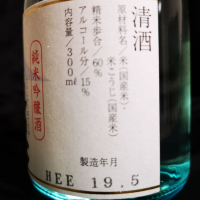 清酒
原材料名/米(国産米)
米こうじ(国産米)
精米歩合/60%
アルコール分/15%
内容量/300ml
純米吟醸酒
製造年月
HEE 19.5